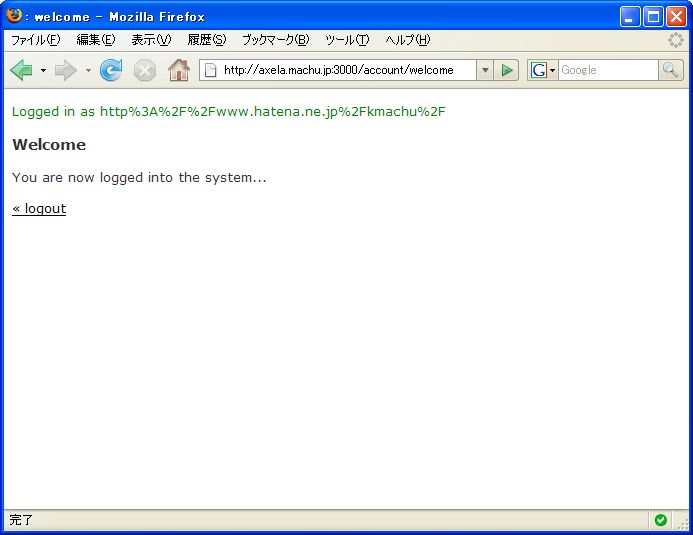 : welcome - Mozilla Firefox
ファイル(F) 編集(E) 表示(V) 履歴(S) ブックマーク(B) ツール(T) ヘルプ(H)
http://axela.machu.jp:3000/account/welcome G Google
Logged in as http%3A%2F%2Fwww.hatena.ne.jp%2Fkmachu%2F
Welcome
You are now logged into the system...
« logout
完了